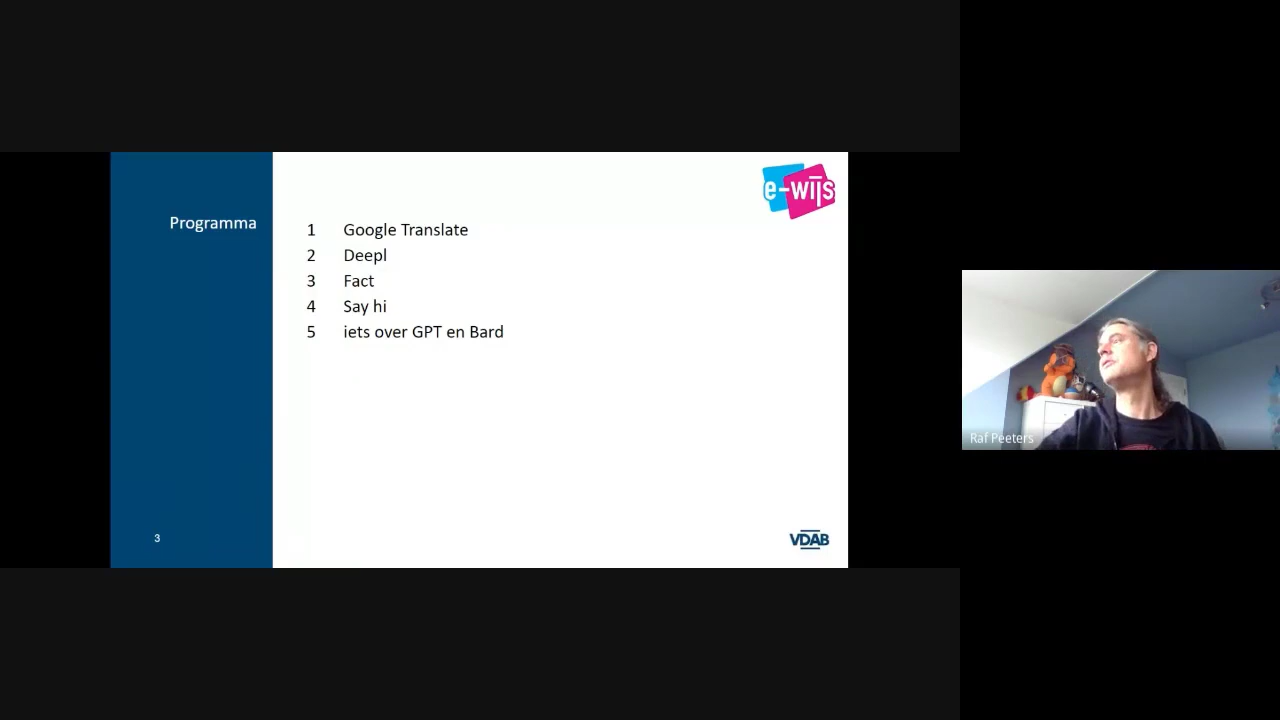 e-wijs
Programma
1 Google Translate
2 Deepl
3 Fact
4 Say hi
5 iets over GPT en Bard
3
VDAB
Raf Peeters